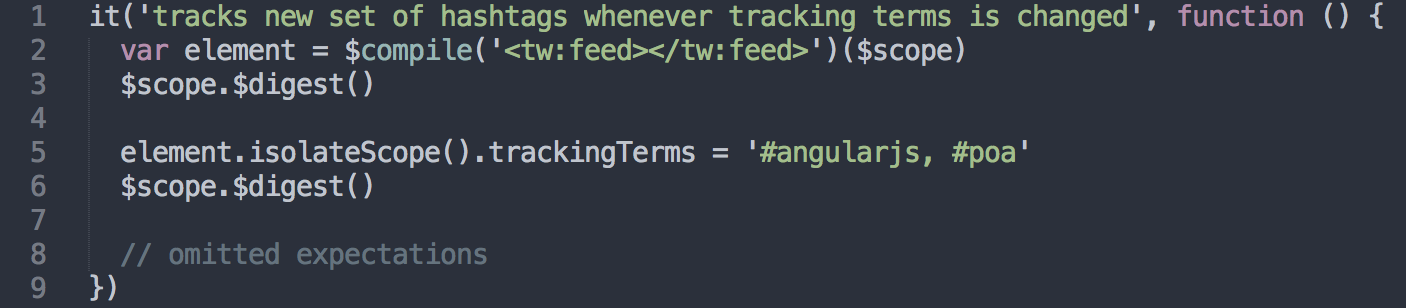 1 it('tracks new set of hashtags whenever tracking terms is changed', function () {
2   var element = $compile('<tw:feed></tw:feed>')($scope)
3   $scope.$digest()
4
5   element.isolateScope().trackingTerms = '#angularjs, #poa'
6   $scope.$digest()
7
8   // omitted expectations
9 })